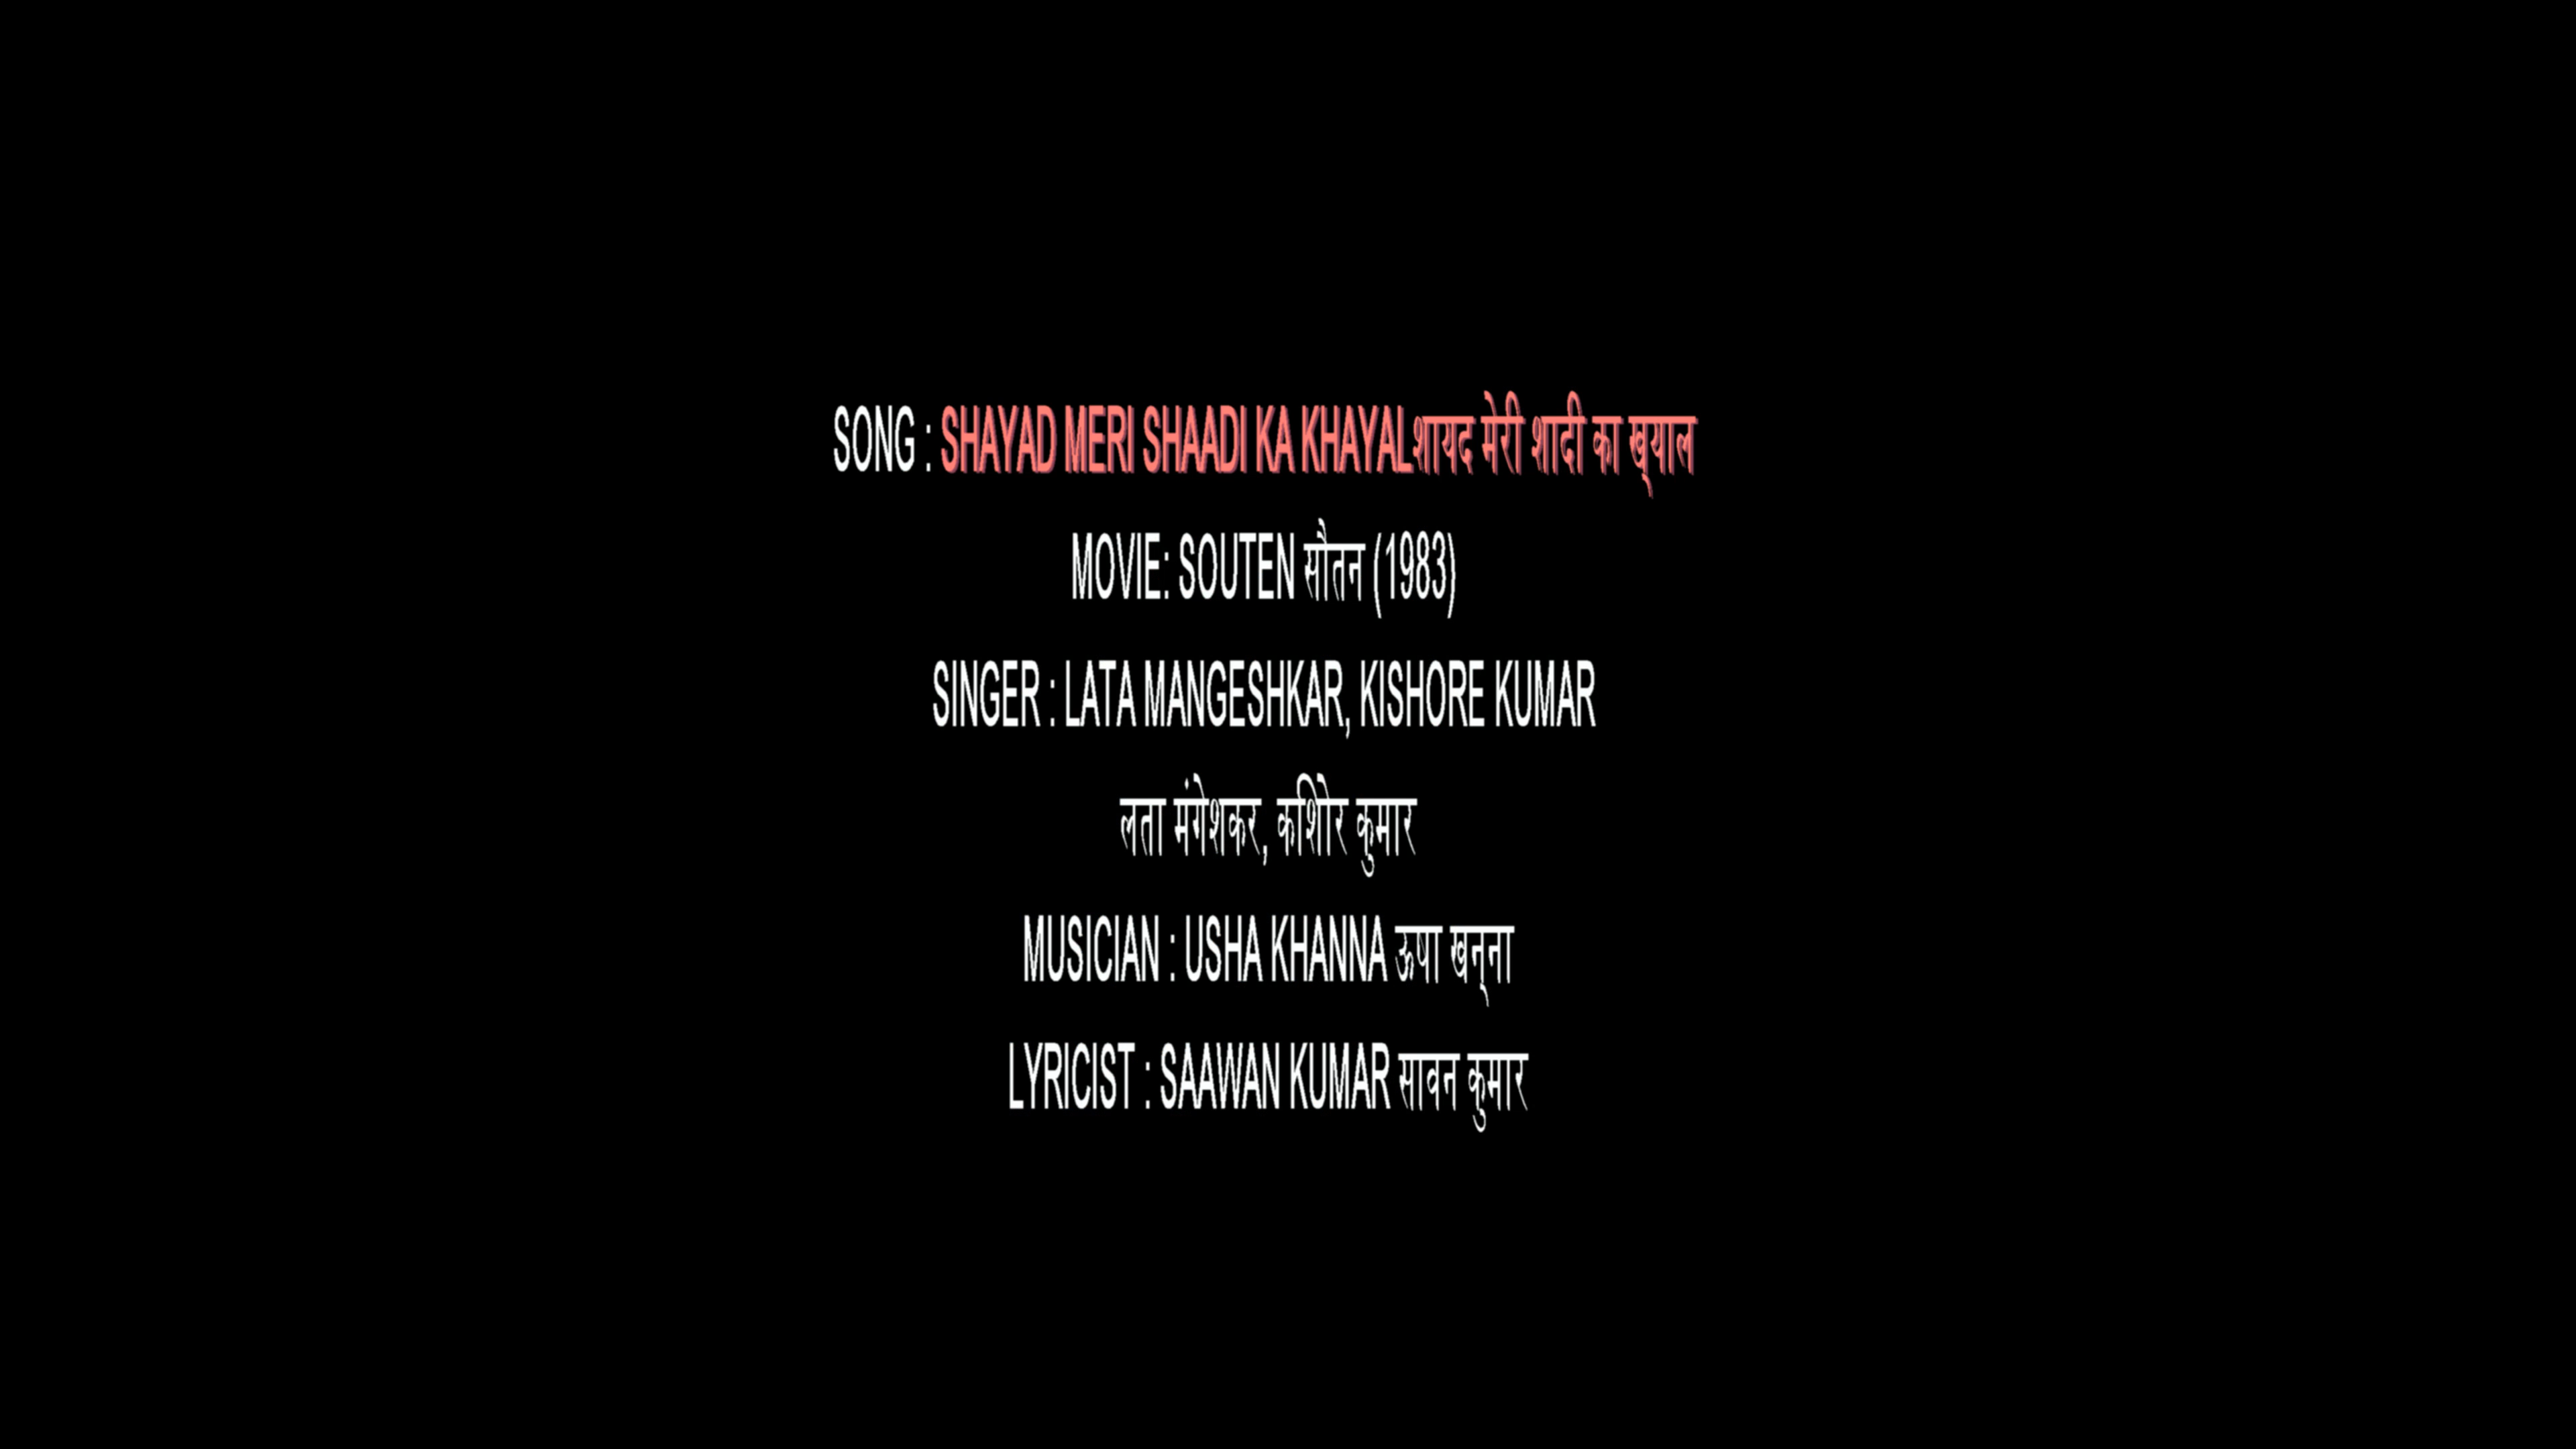 SONG : SHAYAD MERI SHAADI KA KHAYALशायद मेरी शादी का ख्‌याल
MOVIE: SOUTEN सौतन (1983)
SINGER : LATA MANGESHKAR, KISHORE KUMAR
लता मंगेशकर, कशिोर कुमार
MUSICIAN : USHA KHANNA ऊषा खन्‌ना
LYRICIST : SAAWAN KUMAR सावन कुमार